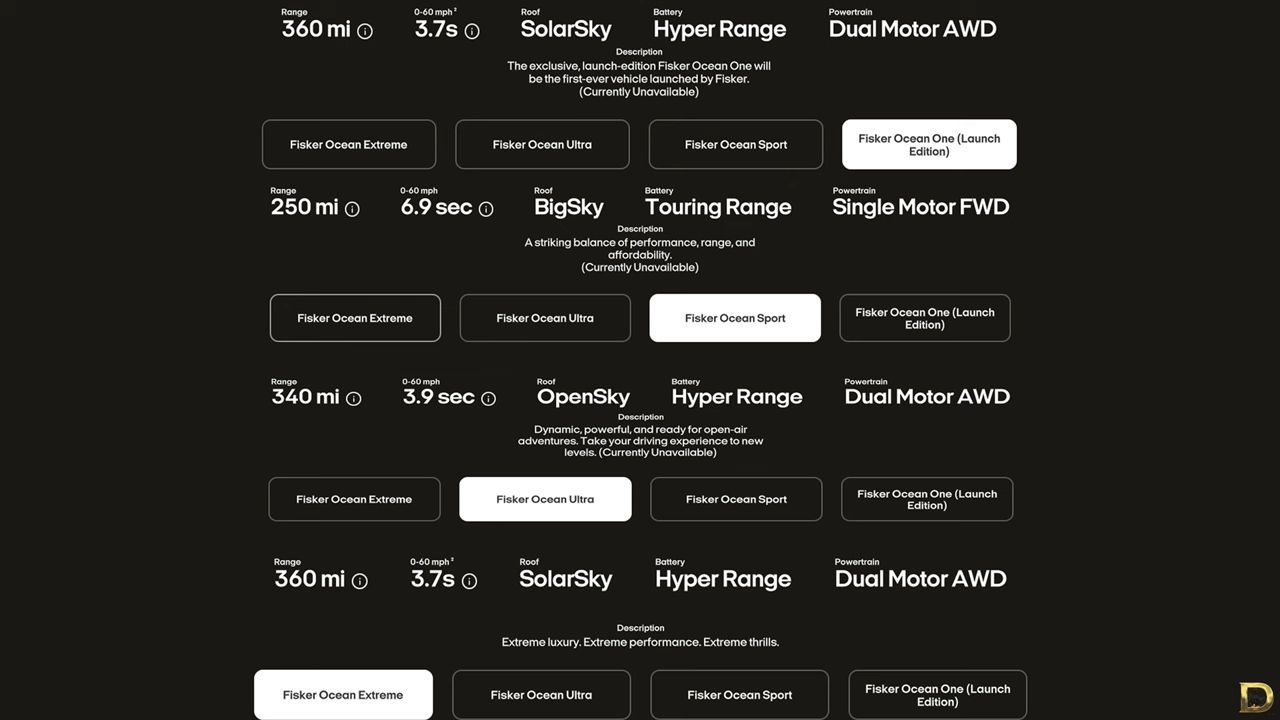 Range 0-60 mph ² Roof Battery Powertrain
360 mi 3.7s SolarSky Hyper Range Dual Motor AWD
Description
The exclusive, launch-edition Fisker Ocean One will
be the first-ever vehicle launched by Fisker.
(Currently Unavailable)
Fisker Ocean Extreme Fisker Ocean Ultra Fisker Ocean Sport Fisker Ocean One (Launch
Edition)
Range 0-60 mph Roof Battery Powertrain
250 mi 6.9 sec BigSky Touring Range Single Motor FWD
Description
A striking balance of performance, range, and
affordability.
(Currently Unavailable)
Fisker Ocean Extreme Fisker Ocean Ultra Fisker Ocean Sport Fisker Ocean One (Launch
Edition)
Range 0-60 mph Roof Battery Powertrain
340 mi 3.9 sec OpenSky Hyper Range Dual Motor AWD
Description
Dynamic, powerful, and ready for open-air
adventures. Take your driving experience to new
levels. (Currently Unavailable)
Fisker Ocean Extreme Fisker Ocean Ultra Fisker Ocean Sport Fisker Ocean One (Launch
Edition)
Range 0-60 mph ² Roof Battery Powertrain
360 mi 3.7s SolarSky Hyper Range Dual Motor AWD
Description
Extreme luxury. Extreme performance. Extreme thrills.
Fisker Ocean Extreme Fisker Ocean Ultra Fisker Ocean Sport Fisker Ocean One (Launch
Edition)
D